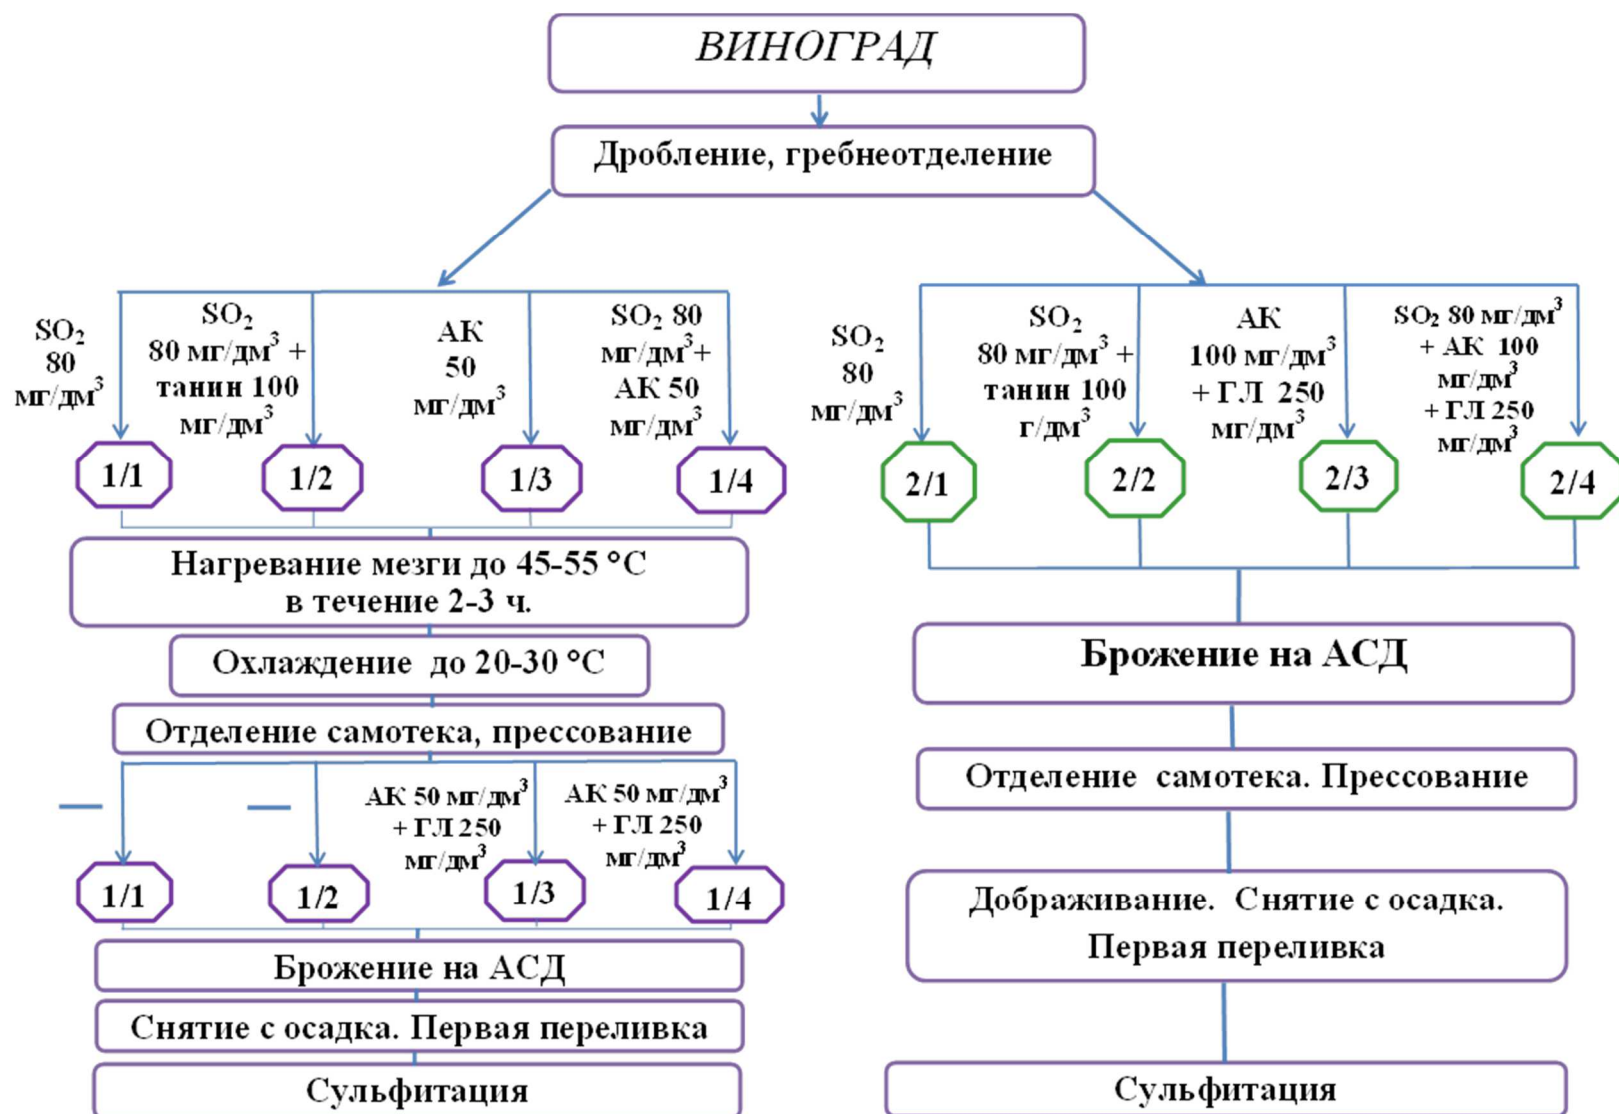 ВИНОГРАД
Дробление, гребнеотделение
SO₂
80
мг/дм³
SO₂
80 мг/дм³ +
танин 100
мг/дм³
АК
50
мг/дм³
SO₂ 80
мг/дм³+
АК 50
мг/дм³
SO₂
80
мг/дм³
SO₂
80 мг/дм³ +
танин 100
г/дм³
АК
100 мг/дм³
+ ГЛ 250
мг/дм³
SO₂ 80 мг/дм³
+ АК 100
мг/дм³
+ ГЛ 250
мг/дм³
1/1
1/2
1/3
1/4
2/1
2/2
2/3
2/4
Нагревание мезги до 45-55 °С
в течение 2-3 ч.
Охлаждение до 20-30 °С
Отделение самотека, прессование
АК 50 мг/дм³
+ ГЛ 250
мг/дм³
АК 50 мг/дм³
+ ГЛ 250
мг/дм³
1/1
1/2
1/3
1/4
Брожение на АСД
Снятие с осадка. Первая переливка
Сульфитация
Брожение на АСД
Отделение самотека. Прессование
Дображивание. Снятие с осадка.
Первая переливка
Сульфитация